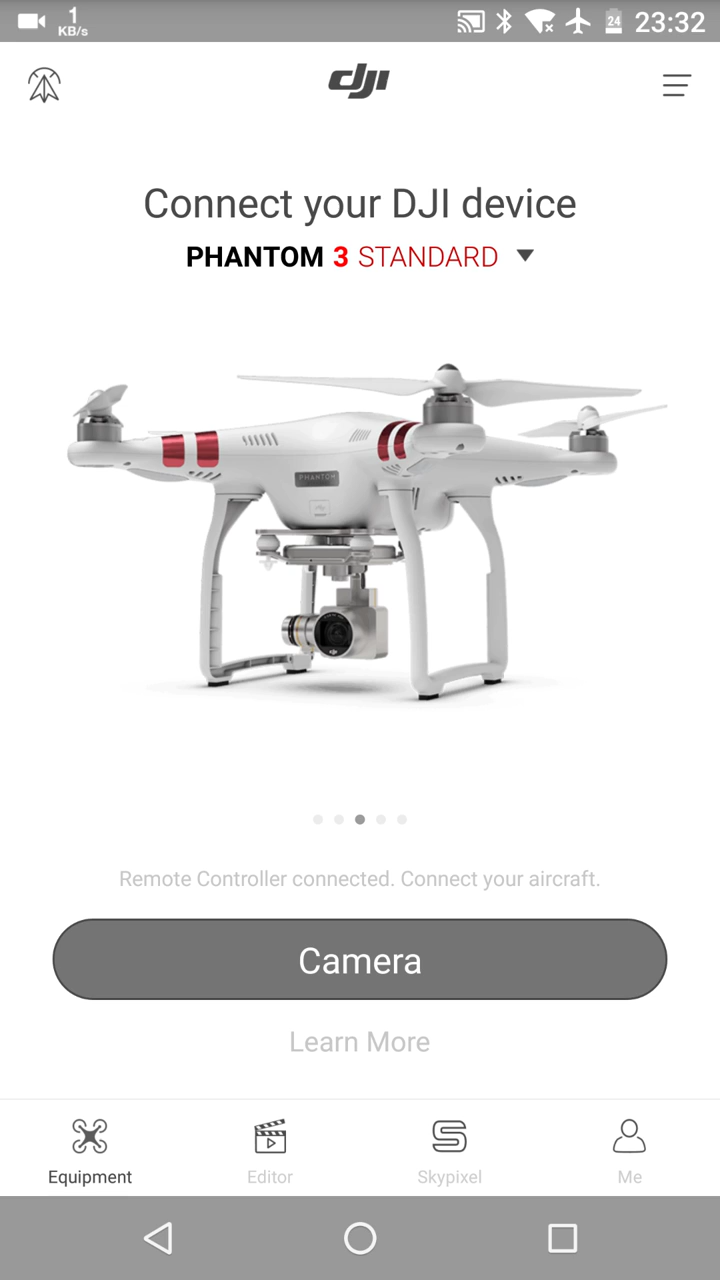 1
KB/s
24
23:32
dji
Connect your DJI device
PHANTOM 3 STANDARD
PHANTOM
Remote Controller connected. Connect your aircraft.
Camera
Learn More
Equipment
Editor
Skypixel
Me